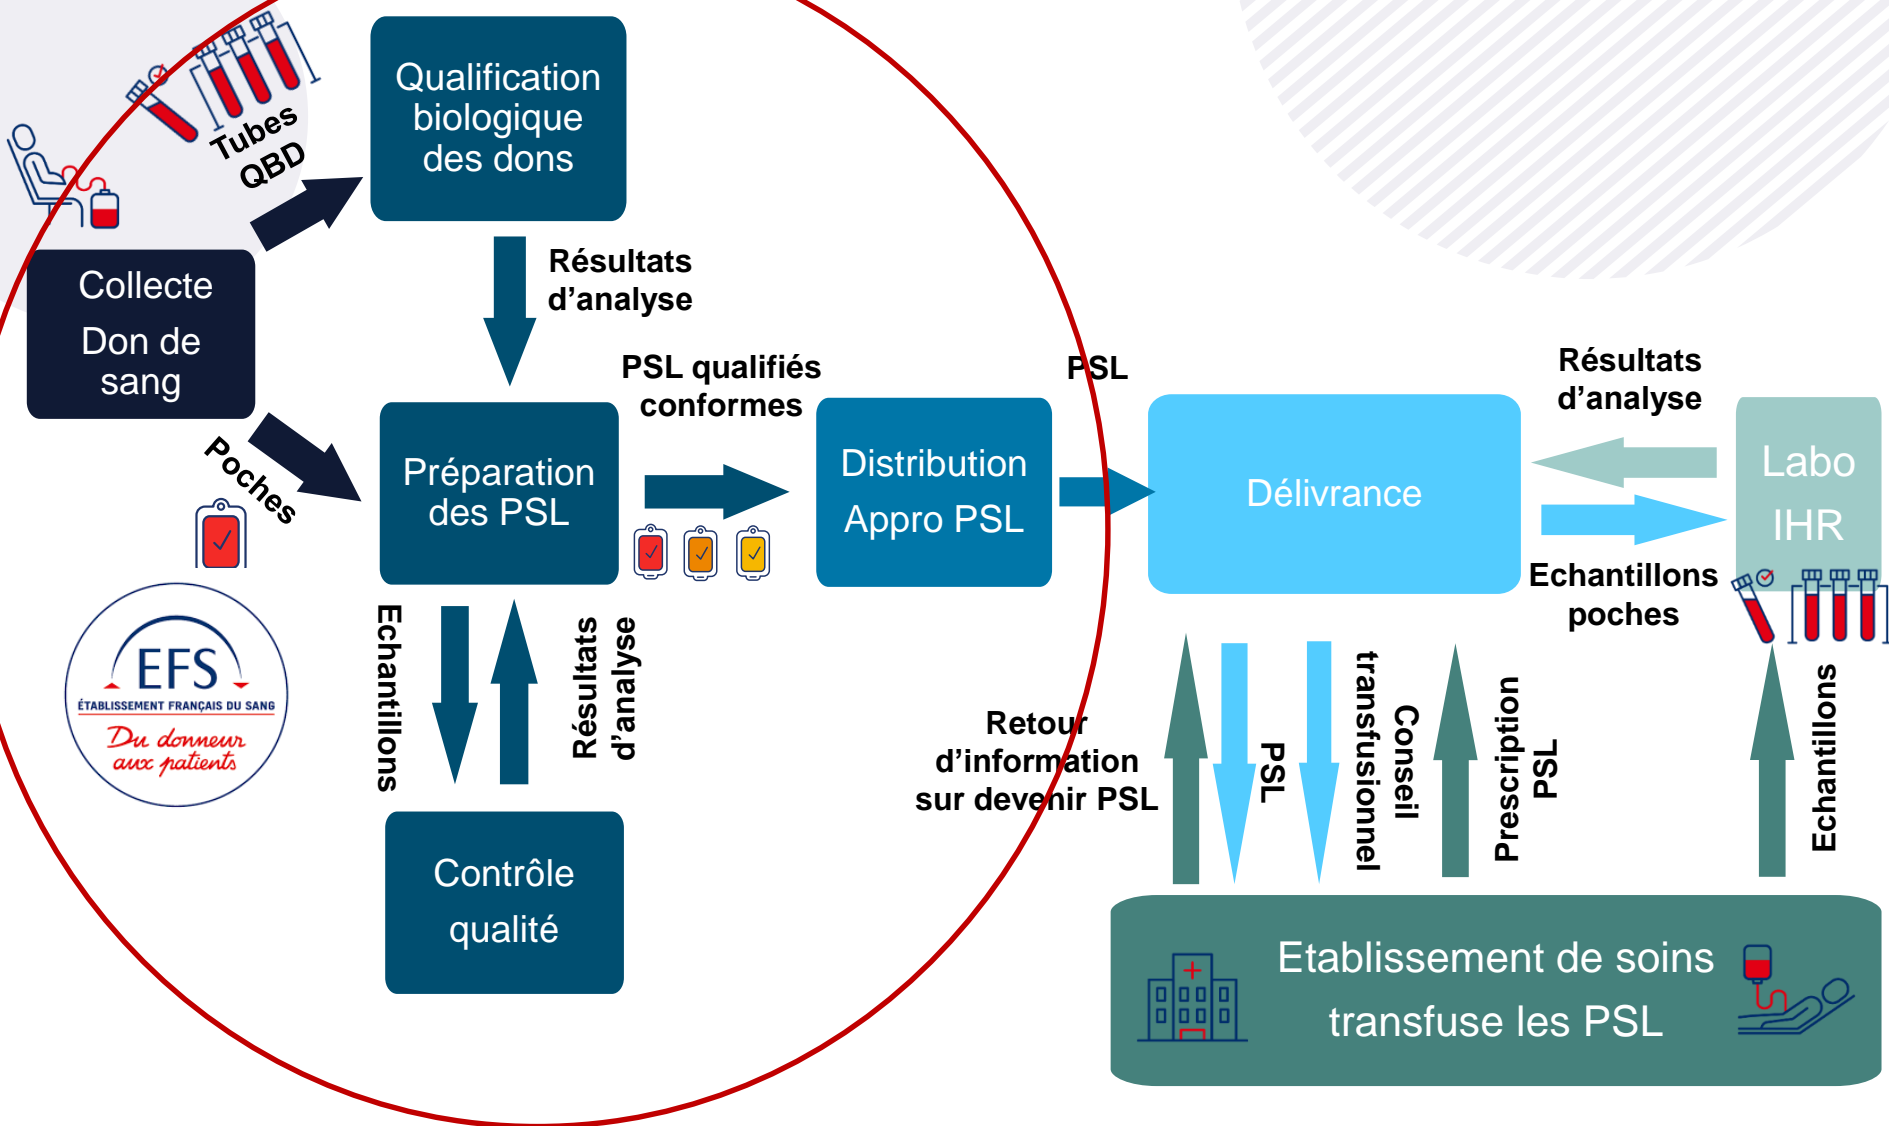 Tubes
QBD
Qualification
biologique
des dons
Collecte
Don de
sang
Résultats
d’analyse
Poches
PSL qualifiés
conformes
PSL
Préparation
des PSL
Distribution
Appro PSL
Délivrance
Résultats
d’analyse
Labo
IHR
Echantillons
poches
EFS
ÉTABLISSEMENT FRANÇAIS DU SANG
Du donneur
aux patients
Echantillons
Résultats
d’analyse
Contrôle
qualité
Retour
d’information
sur devenir PSL
PSL
Conseil
transfusionnel
Prescription
PSL
Echantillons
Etablissement de soins
transfuse les PSL